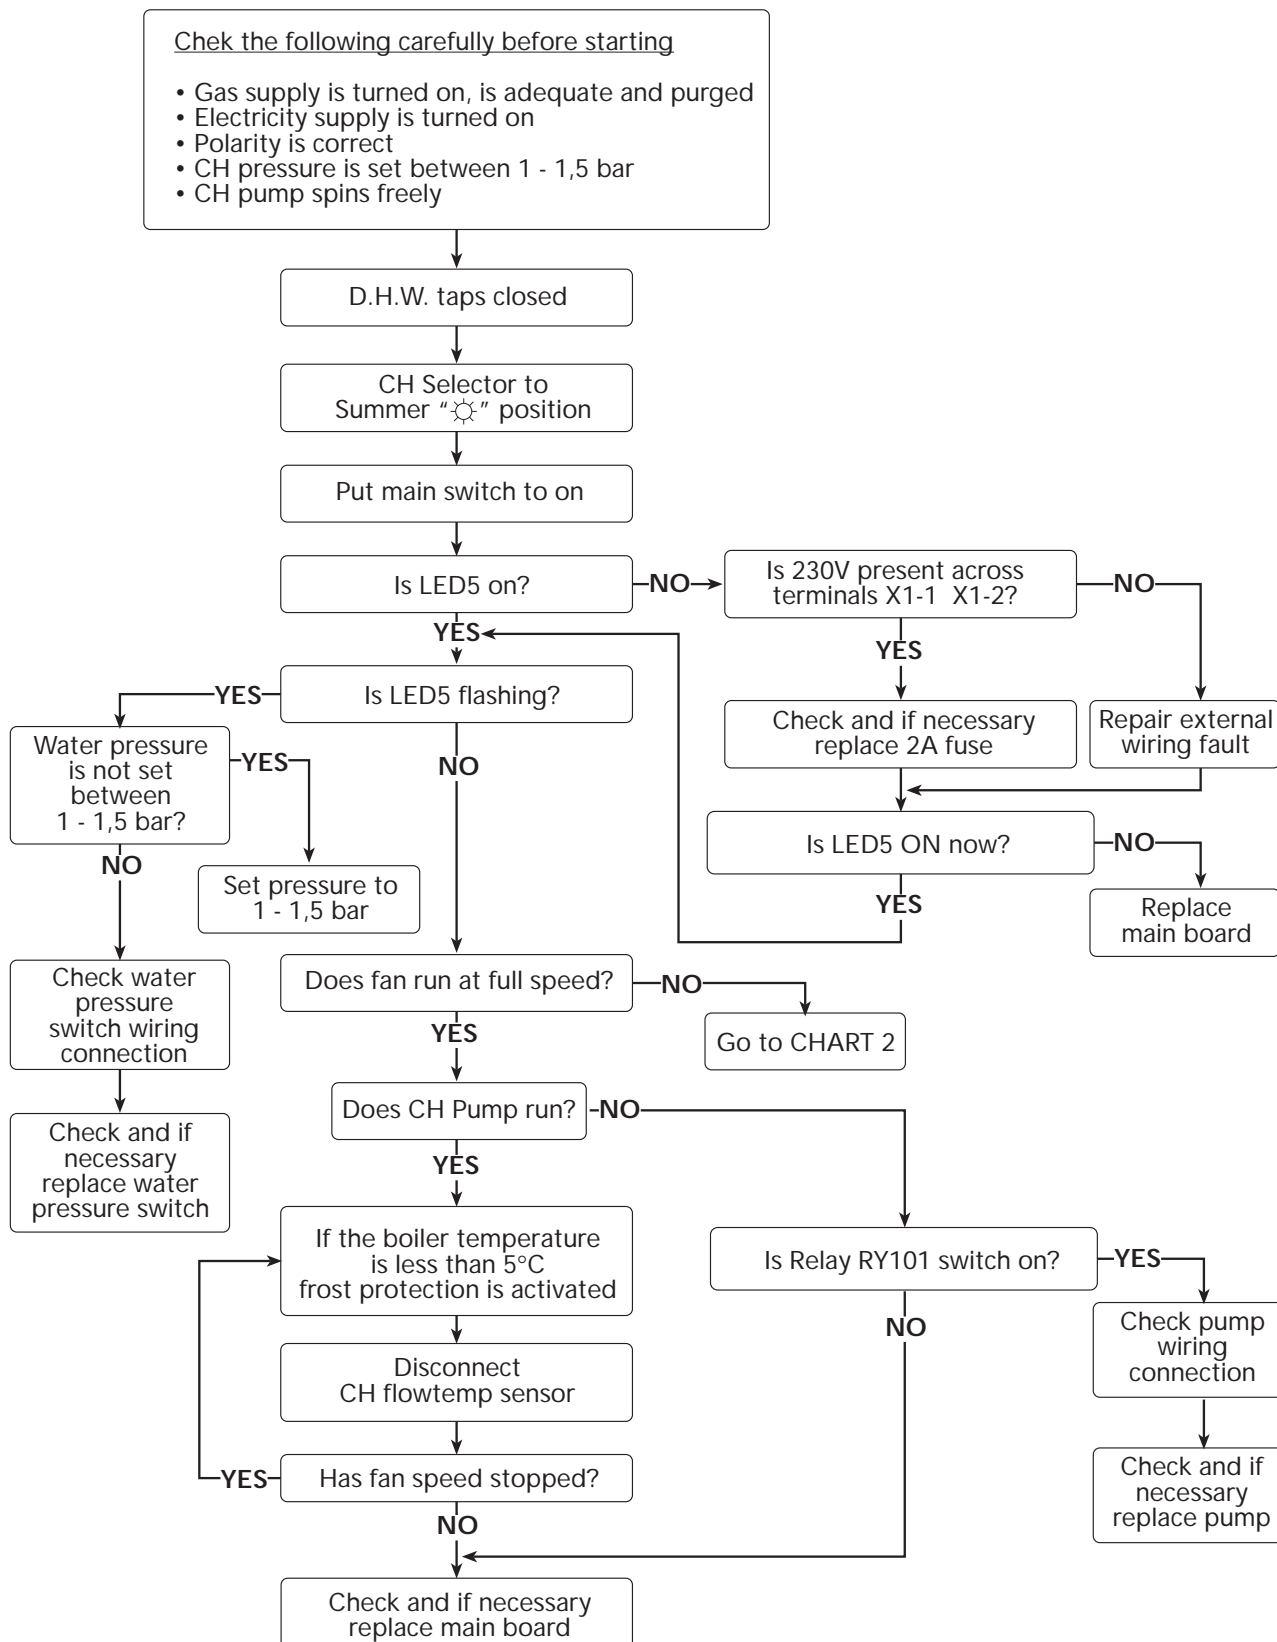 Chek the following carefully before starting
• Gas supply is turned on, is adequate and purged
• Electricity supply is turned on
• Polarity is correct
• CH pressure is set between 1 - 1,5 bar
• CH pump spins freely
D.H.W. taps closed
CH Selector to
Summer “☼” position
Put main switch to on
Is LED5 on?
NO
Is 230V present across
terminals X1-1 X1-2?
NO
YES
YES
Is LED5 flashing?
YES
Check and if necessary
replace 2A fuse
Repair external
wiring fault
Water pressure
is not set
between
1 - 1,5 bar?
YES
NO
Is LED5 ON now?
NO
NO
Set pressure to
1 - 1,5 bar
YES
Replace
main board
Check water
pressure
switch wiring
connection
Does fan run at full speed?
NO
YES
Go to CHART 2
Does CH Pump run?
NO
Check and if
necessary
replace water
pressure switch
YES
If the boiler temperature
is less than 5°C
frost protection is activated
Is Relay RY101 switch on?
YES
NO
Check pump
wiring
connection
Disconnect
CH flowtemp sensor
YES
Has fan speed stopped?
Check and if
necessary
replace pump
NO
Check and if necessary
replace main board